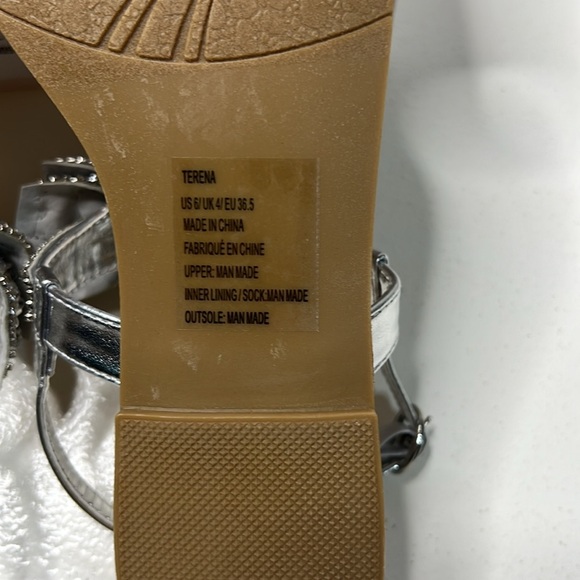 TERENA
US 6/ UK 4/ EU 36.5
MADE IN CHINA
FABRIQUÉ EN CHINE
UPPER: MAN MADE
INNER LINING / SOCK:MAN MADE
OUTSOLE: MAN MADE